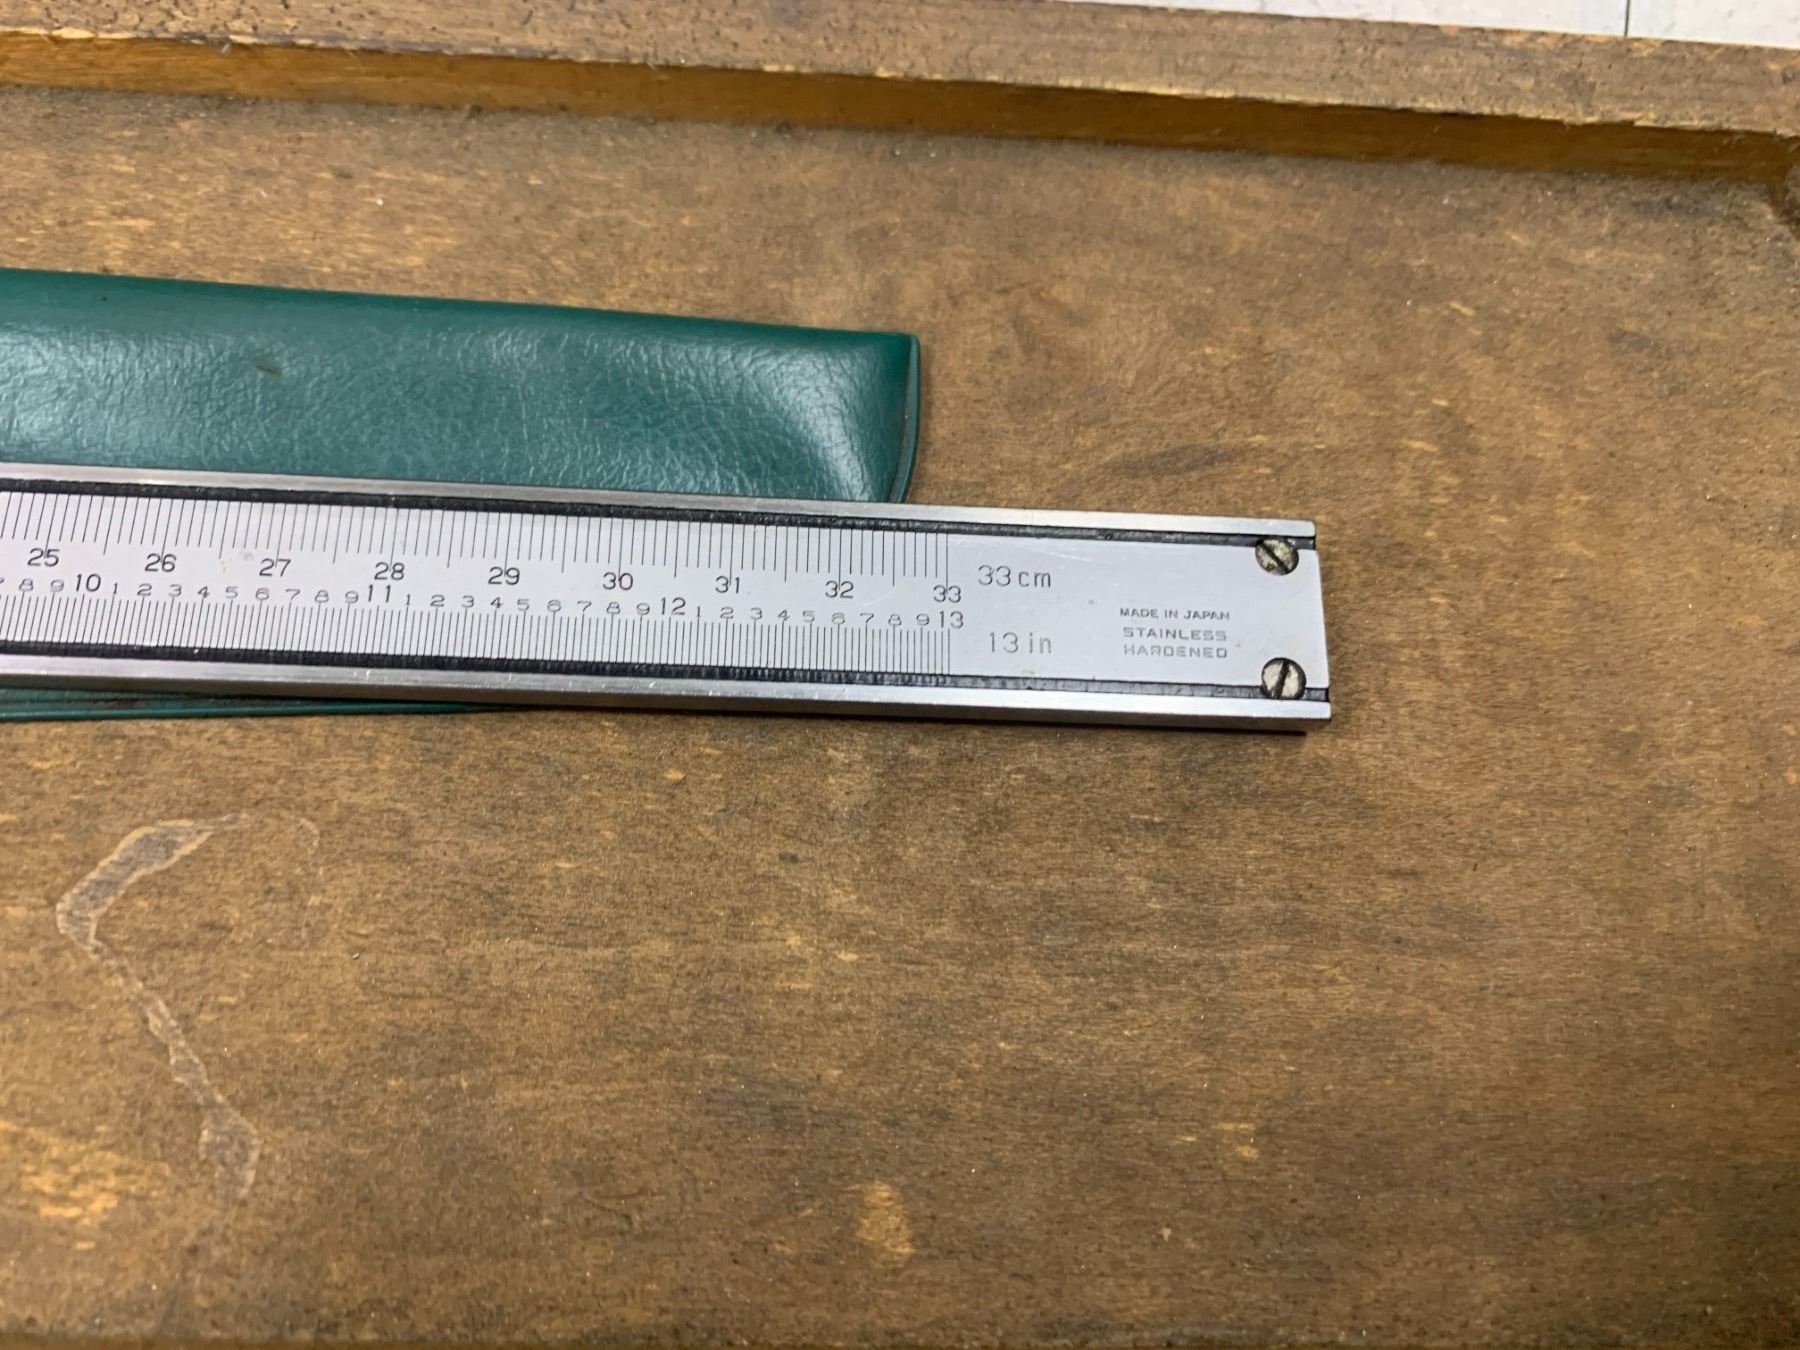 25 26 27 28 29 30 31 32 33 33cm
8 9 10 1 2 3 4 5 6 7 8 9 11 1 2 3 4 5 6 7 8 9 12 1 2 3 4 5 6 7 8 9 13
13 in
MADE IN JAPAN
STAINLESS
HARDENED